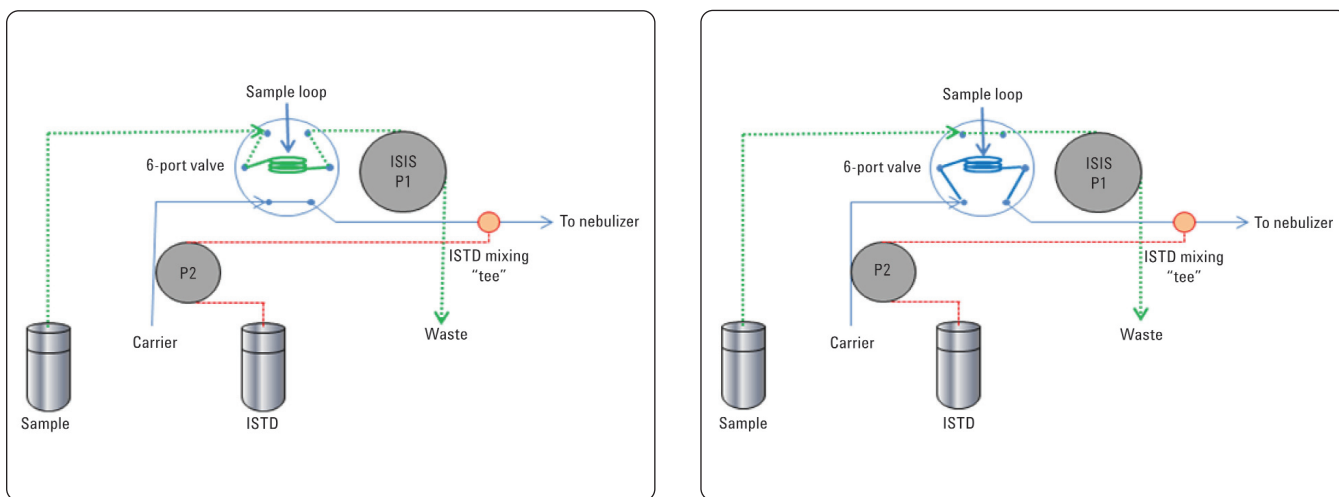 Sample loop
6-port valve
ISIS
P1
To nebulizer
ISTD mixing
“tee”
P2
Waste
Carrier
Sample
ISTD
Sample loop
6-port valve
ISIS
P1
To nebulizer
ISTD mixing
“tee”
P2
Waste
Carrier
Sample
ISTD